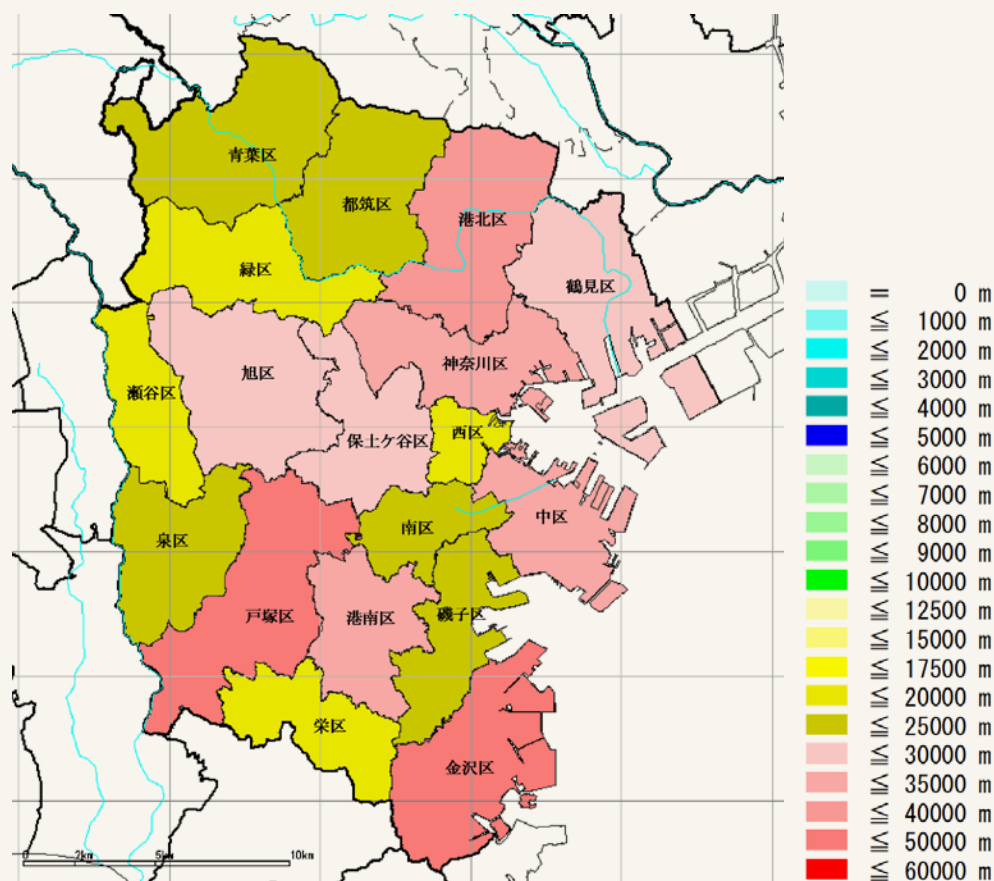 青葉区
都筑区
港北区
緑区
鶴見区
神奈川区
旭区
瀬谷区
西区
保土ケ谷区
中区
南区
泉区
戸塚区
港南区
磯子区
栄区
金沢区
0 2km 5km 10km
= 0 m
≦ 1000 m
≦ 2000 m
≦ 3000 m
≦ 4000 m
≦ 5000 m
≦ 6000 m
≦ 7000 m
≦ 8000 m
≦ 9000 m
≦ 10000 m
≦ 12500 m
≦ 15000 m
≦ 17500 m
≦ 20000 m
≦ 25000 m
≦ 30000 m
≦ 35000 m
≦ 40000 m
≦ 50000 m
≦ 60000 m